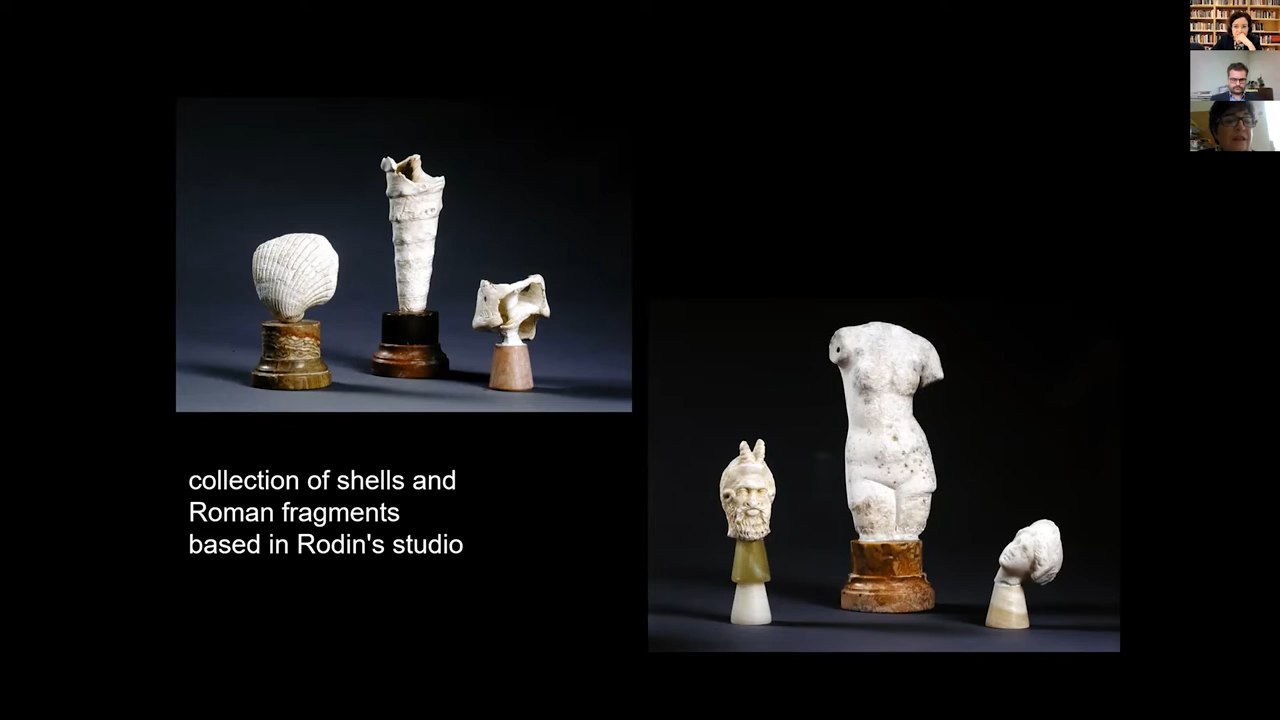 collection of shells and
Roman fragments
based in Rodin's studio